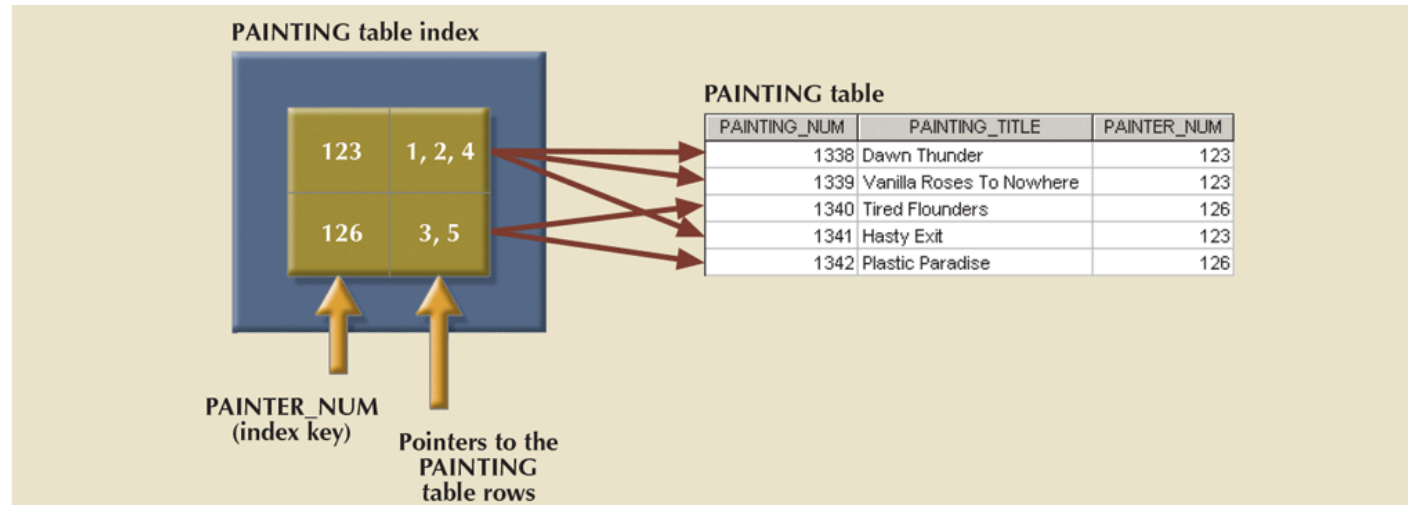 PAINTING table index
123 1, 2, 4
126 3, 5
PAINTER_NUM
(index key)
Pointers to the
PAINTING
table rows
PAINTING table
PAINTING_NUM PAINTING_TITLE PAINTER_NUM
1338 Dawn Thunder 123
1339 Vanilla Roses To Nowhere 123
1340 Tired Flounders 126
1341 Hasty Exit 123
1342 Plastic Paradise 126